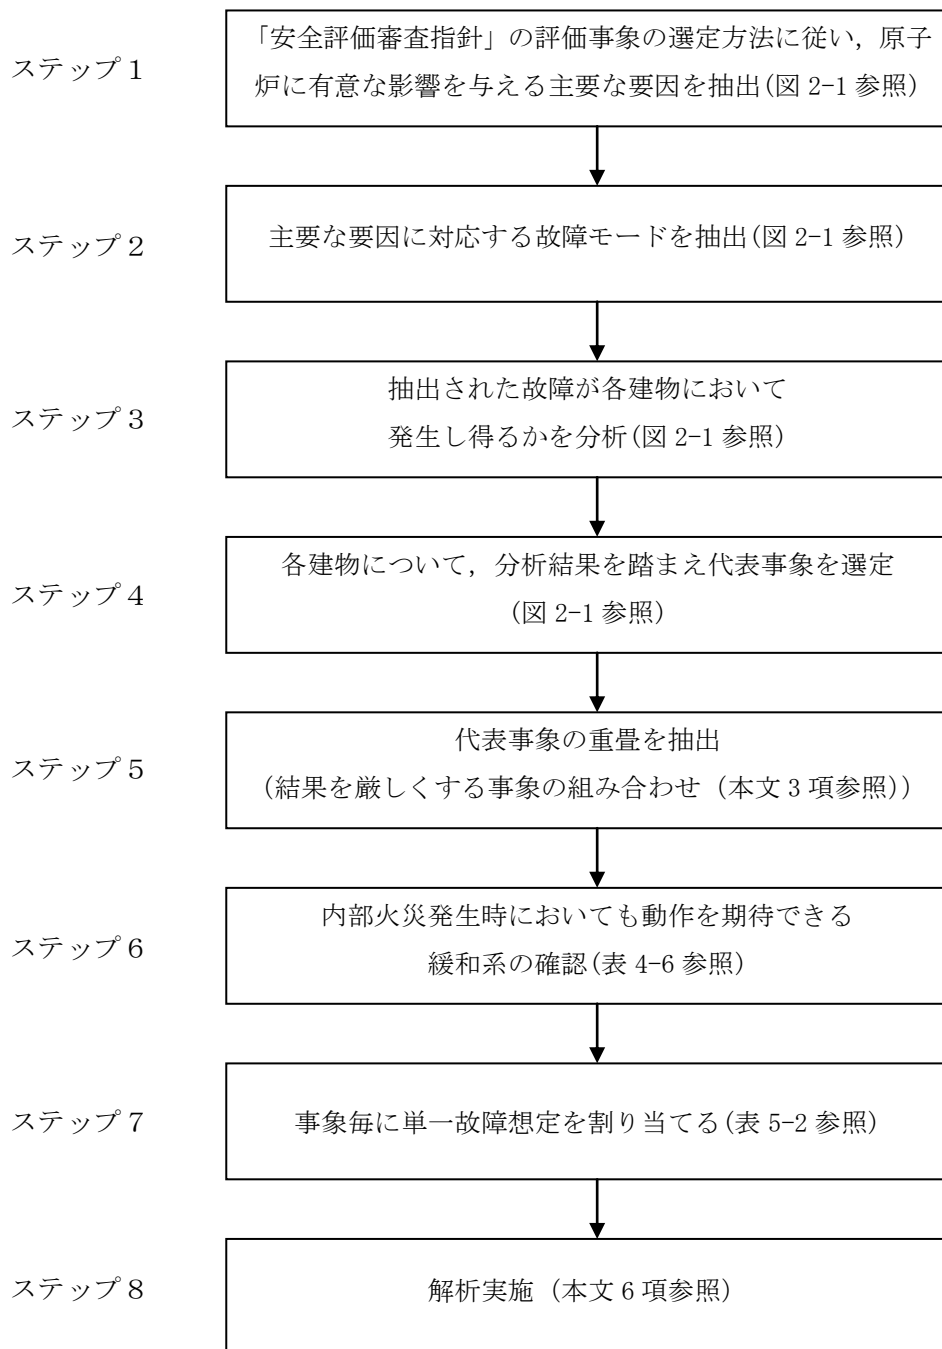 ステップ1
「安全評価審査指針」の評価事象の選定方法に従い，原子
炉に有意な影響を与える主要な要因を抽出(図 2-1 参照)
ステップ2
主要な要因に対応する故障モードを抽出(図 2-1 参照)
ステップ3
抽出された故障が各建物において
発生し得るかを分析(図 2-1 参照)
ステップ4
各建物について，分析結果を踏まえ代表事象を選定
(図 2-1 参照)
ステップ5
代表事象の重畳を抽出
(結果を厳しくする事象の組み合わせ（本文 3 項参照）)
ステップ6
内部火災発生時においても動作を期待できる
緩和系の確認(表 4-6 参照)
ステップ7
事象毎に単一故障想定を割り当てる(表 5-2 参照)
ステップ8
解析実施（本文 6 項参照）